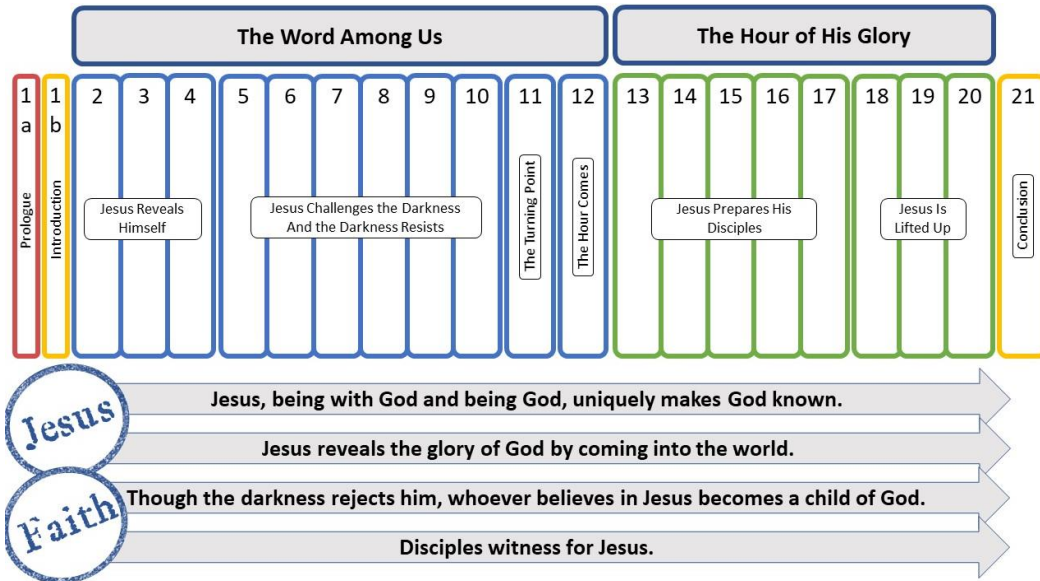 The Word Among Us
The Hour of His Glory
1
a
Prologue
1
b
Introduction
2
3
4
Jesus Reveals
Himself
5
6
7
8
9
10
Jesus Challenges the Darkness
And the Darkness Resists
11
The Turning Point
12
The Hour Comes
13
14
15
16
17
Jesus Prepares His
Disciples
18
19
20
Jesus Is
Lifted Up
21
Conclusion
Jesus
Jesus, being with God and being God, uniquely makes God known.
Jesus reveals the glory of God by coming into the world.
Faith
Though the darkness rejects him, whoever believes in Jesus becomes a child of God.
Disciples witness for Jesus.